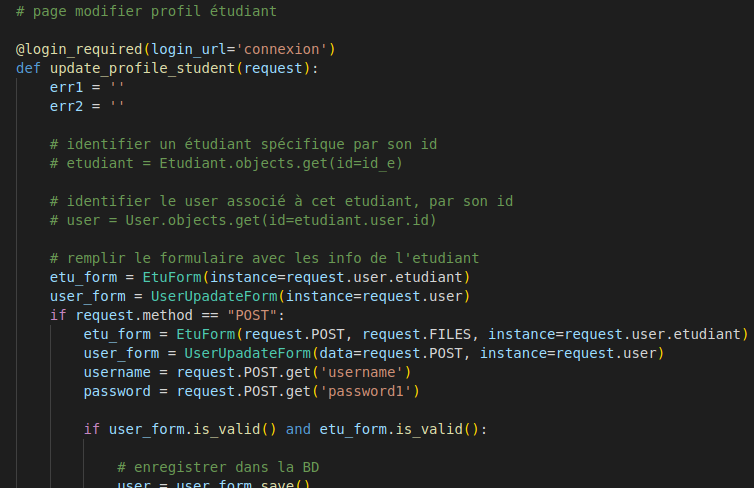 # page modifier profil étudiant
@login_required(login_url='connexion')
def update_profile_student(request):
err1 = ''
err2 = ''
# identifier un étudiant spécifique par son id
# etudiant = Etudiant.objects.get(id=id_e)
# identifier le user associé à cet etudiant, par son id
# user = User.objects.get(id=etudiant.user.id)
# remplir le formulaire avec les info de l'etudiant
etu_form = EtuForm(instance=request.user.etudiant)
user_form = UserUpadateForm(instance=request.user)
if request.method == "POST":
etu_form = EtuForm(request.POST, request.FILES, instance=request.user.etudiant)
user_form = UserUpadateForm(data=request.POST, instance=request.user)
username = request.POST.get('username')
password = request.POST.get('password1')
if user_form.is_valid() and etu_form.is_valid():
# enregistrer dans la BD
user = user_form.save()